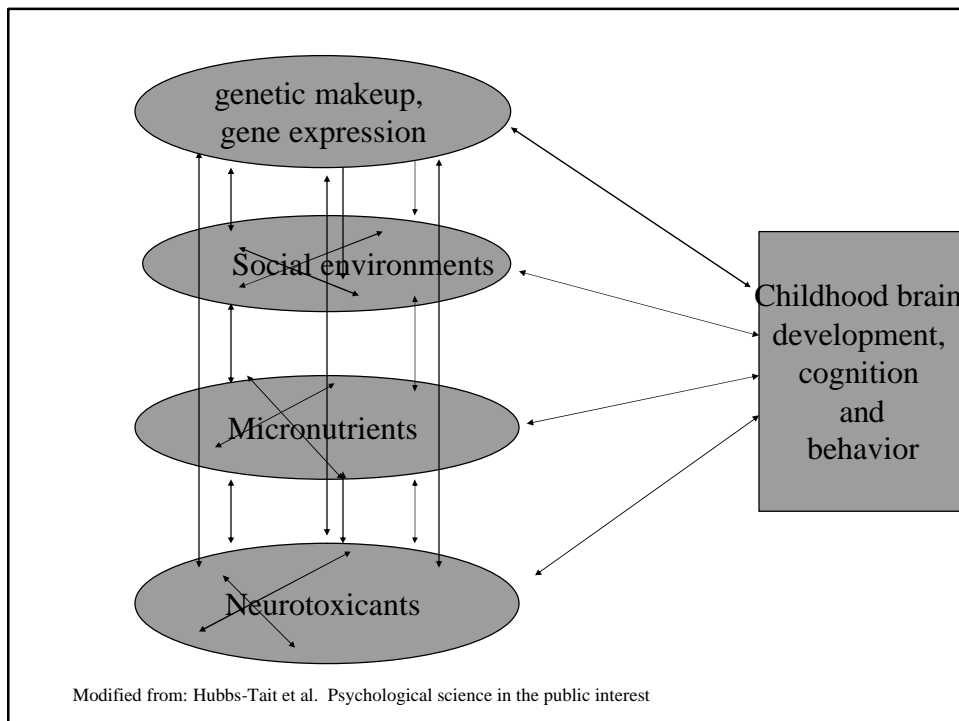 genetic makeup,
gene expression
Social environments
Micronutrients
Neurotoxicants
Childhood brain
development,
cognition
and
behavior
Modified from: Hubbs-Tait et al.  Psychological science in the public interest